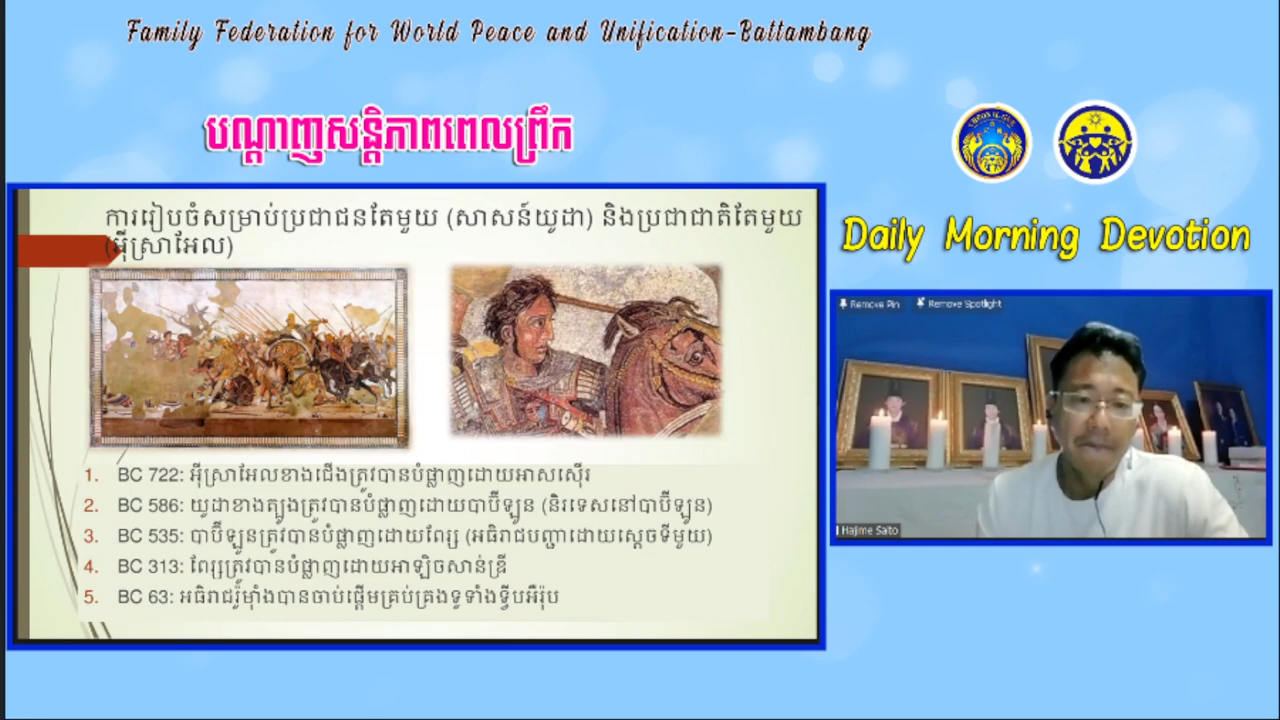 Family Federation for World Peace and Unification-Battambang
បណ្តាញសន្តិភាពពេលព្រឹក
ការរៀបចំសម្រាប់ប្រជាជនតែមួយ (សាសន៍យូដា) និងប្រជាជាតិតែមួយ
(អ៊ីស្រាអែល)
1. BC 722: អ៊ីស្រាអែលខាងជើងត្រូវបានបំផ្លាញដោយអាសស៊ើរ
2. BC 586: យូដាខាងត្បូងត្រូវបានបំផ្លាញដោយបាប៊ីឡូន (និរទេសនៅបាប៊ីឡូន)
3. BC 535: បាប៊ីឡូនត្រូវបានបំផ្លាញដោយពែរ្ស (អធិរាជបញ្ជាដោយស្តេចទីមួយ)
4. BC 313: ពែរ្សត្រូវបានបំផ្លាញដោយអាឡិចសាន់ឌ្រី
5. BC 63: អធិរាជរ៉ូម៉ាំងបានចាប់ផ្តើមគ្រប់គ្រងទូទាំងទ្វីបអឺរ៉ុប
Daily Morning Devotion
Remove Pin Remove Spotlight
Hajime Saito